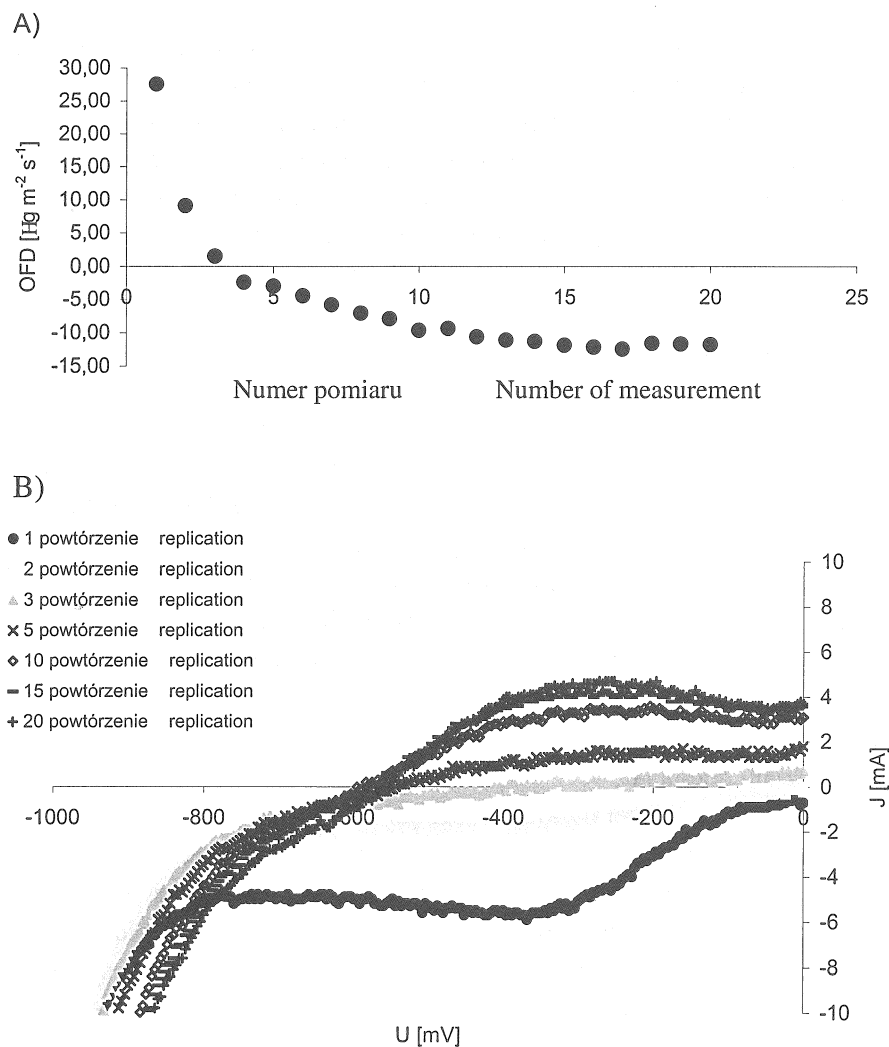 A)
30,00
25,00
20,00
15,00
10,00
5,00
0,00
-5,00
-10,00
-15,00
OFD [µg m-2 s-1]
0 5 10 15 20 25
Numer pomiaru Number of measurement
B)
1 powtórzenie replication
2 powtórzenie replication
3 powtórzenie replication
5 powtórzenie replication
10 powtórzenie replication
15 powtórzenie replication
20 powtórzenie replication
10
8
6
4
2
0
-2
-4
-6
-8
-10
J [mA]
-1000 -800 -600 -400 -200 0
U [mV]